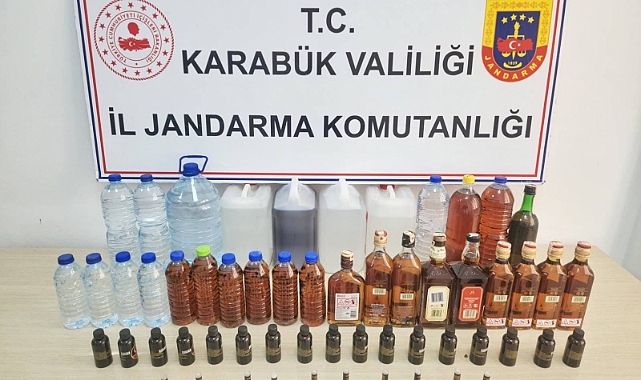 T.C.
KARABÜK VALİLİĞİ
İL JANDARMA KOMUTANLIĞI
JANDARMA